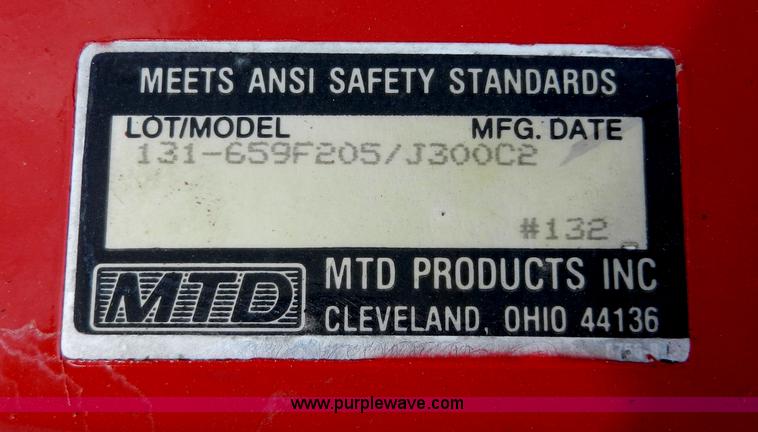 MEETS ANSI SAFETY STANDARDS
LOT/MODEL MFG. DATE
131-659F205/J300C2
#132
MTD MTD PRODUCTS INC
CLEVELAND, OHIO 44136
www.purplewave.com